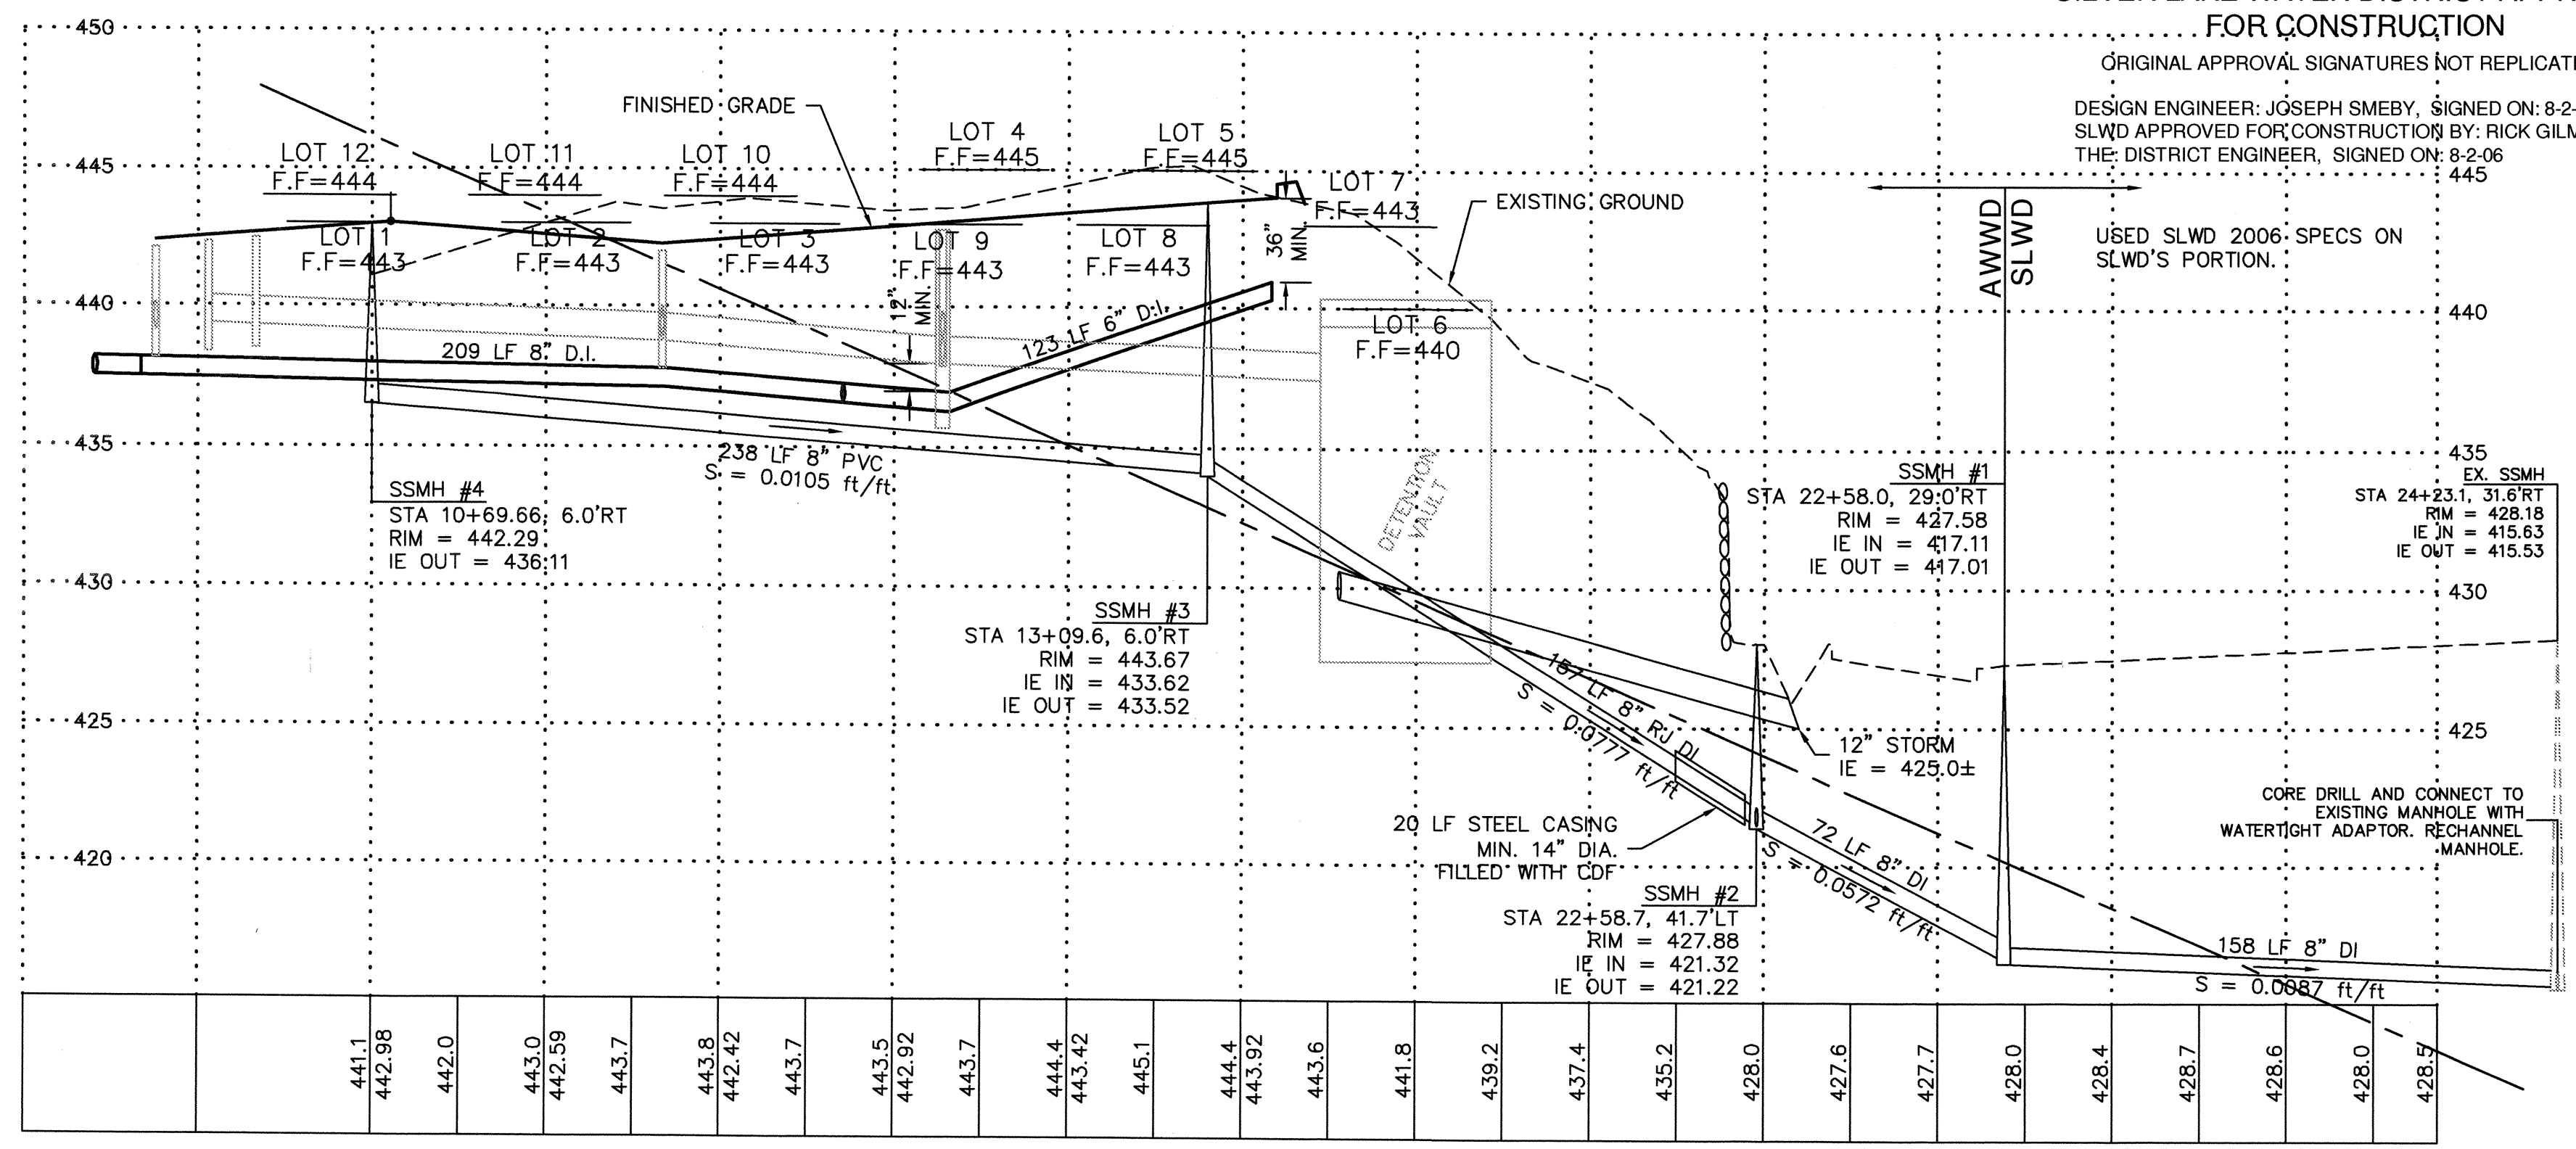 FOR CONSTRUCTION
ORIGINAL APPROVAL SIGNATURES NOT
DESIGN ENGINEER: JOSEPH SMEBY, SIGNED ON: 8-2-
SLWD APPROVED FOR CONSTRUCTION BY: RICK
THE DISTRICT ENGINEER, SIGNED ON: 8-2-06
450
445
440
435
430
425
420
445
440
435
430
425
FINISHED GRADE
LOT 12
F.F=444
LOT 11
F.F=444
LOT 10
F.F=444
LOT 4
F.F=445
LOT 5
F.F=445
LOT 7
F.F=443
LOT 1
F.F=443
LOT 2
F.F=443
LOT 3
F.F=443
LOT 9
F.F=443
LOT 8
F.F=443
LOT 6
F.F=440
36"
MIN.
12"
MIN.
EXISTING GROUND
AWWD
SLWD
USED SLWD 2006 SPECS ON
SLWD'S PORTION.
209 LF 8" D.I.
123 LF 6" D.I.
238 LF 8" PVC
S = 0.0105 ft/ft
DETENTION
VAULT
SSMH #4
STA 10+69.66, 6.0'RT
RIM = 442.29
IE OUT = 436.11
SSMH #3
STA 13+09.6, 6.0'RT
RIM = 443.67
IE IN = 433.62
IE OUT = 433.52
SSMH #1
STA 22+58.0, 29.0'RT
RIM = 427.58
IE IN = 417.11
IE OUT = 417.01
EX. SSMH
STA 24+23.1, 31.6'RT
RIM = 428.18
IE IN = 415.63
IE OUT = 415.53
157 LF 8" RJ DI
S = 0.0777 ft/ft
12" STORM
IE = 425.0±
20 LF STEEL CASING
MIN. 14" DIA.
FILLED WITH CDF
SSMH #2
STA 22+58.7, 41.7'LT
RIM = 427.88
IE IN = 421.32
IE OUT = 421.22
72 LF 8" DI
S = 0.0572 ft/ft
CORE DRILL AND CONNECT TO
EXISTING MANHOLE WITH
WATERTIGHT ADAPTOR. RECHANNEL
MANHOLE.
158 LF 8" DI
S = 0.0087 ft/ft
441.1
442.98
442.0
443.0
442.59
443.7
443.8
442.42
443.7
443.5
442.92
443.7
444.4
443.42
445.1
444.4
443.92
443.6
441.8
439.2
437.4
435.2
428.0
427.6
427.7
428.0
428.4
428.7
428.6
428.0
428.5